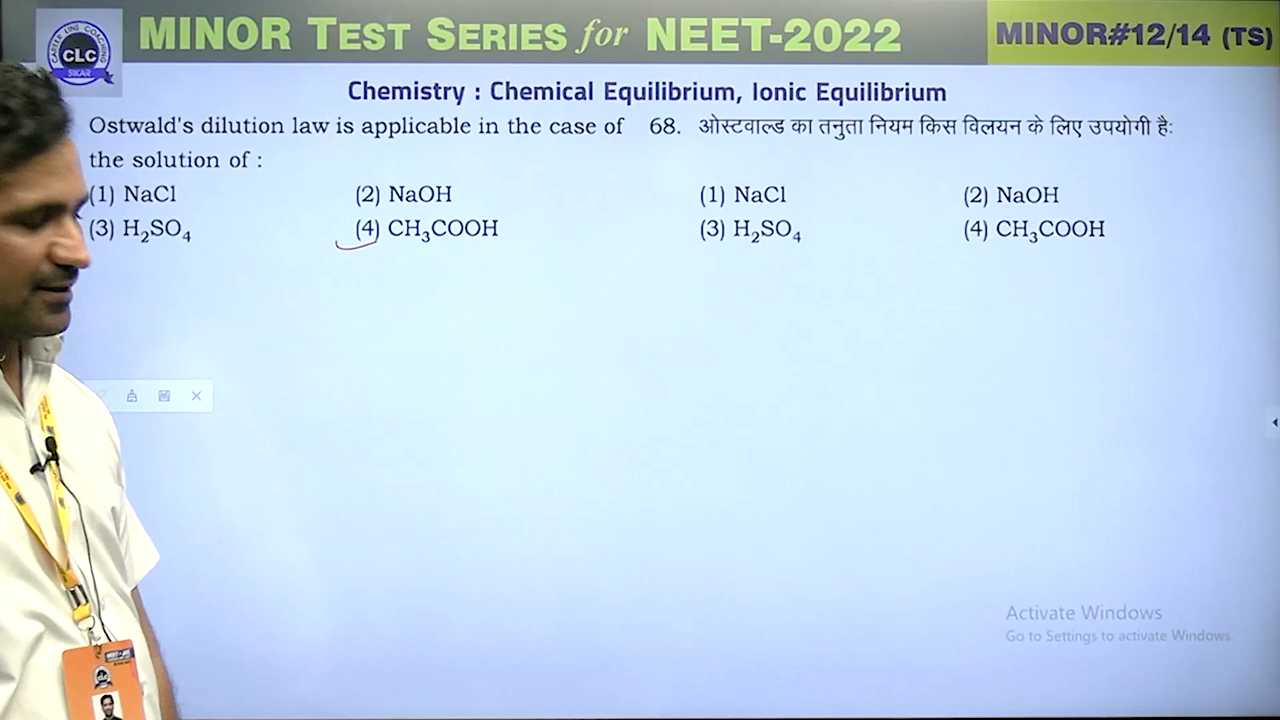 CAREER LINE COACHING
CLC
SIKAR
MINOR TEST SERIES for NEET-2022
MINOR#12/14 (TS)
Chemistry : Chemical Equilibrium, Ionic Equilibrium
Ostwald's dilution law is applicable in the case of
the solution of :
(1) NaCl (2) NaOH
(3) H₂SO₄ (4) CH₃COOH
68. ओस्टवाल्ड का तनुता नियम किस विलयन के लिए उपयोगी है:
(1) NaCl (2) NaOH
(3) H₂SO₄ (4) CH₃COOH
Activate Windows
Go to Settings to activate Windows.